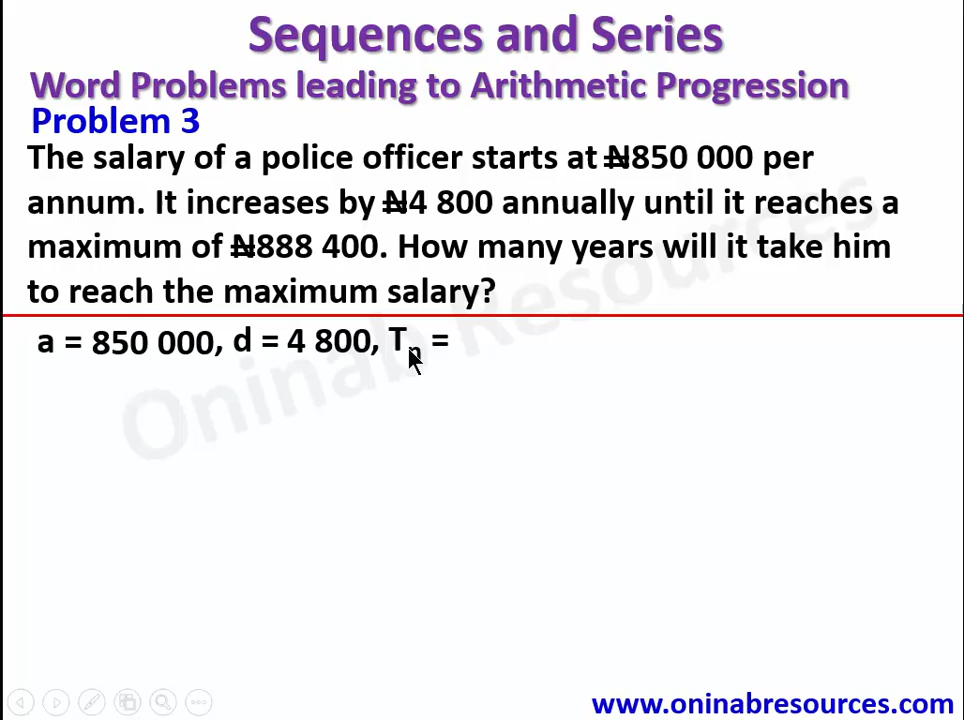 Sequences and Series
Word Problems leading to Arithmetic Progression
Problem 3
The salary of a police officer starts at ₦850 000 per
annum. It increases by ₦4 800 annually until it reaches a
maximum of ₦888 400. How many years will it take him
to reach the maximum salary?
a = 850 000, d = 4 800, Tₙ =
Oninab Resources
www.oninabresources.com